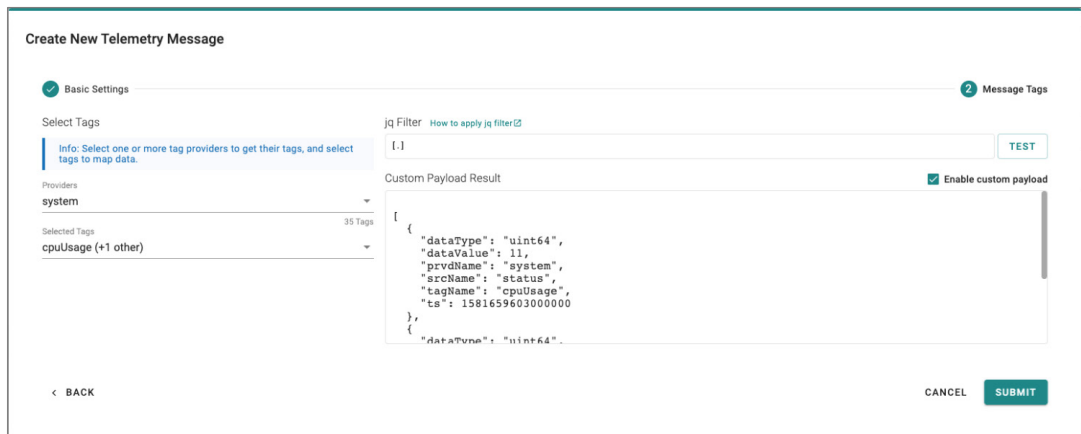 Create New Telemetry Message
Basic Settings
2 Message Tags
Select Tags
Info: Select one or more tag providers to get their tags, and select
tags to map data.
Providers
system
35 Tags
Selected Tags
cpuUsage (+1 other)
jq Filter How to apply jq filter
[.]
TEST
Custom Payload Result
Enable custom payload
[
{
"dataType": "uint64",
"dataValue": 11,
"prvdName": "system",
"srcName": "status",
"tagName": "cpuUsage",
"ts": 1581659603000000
},
{
"dataType": "uint64",
< BACK
CANCEL
SUBMIT